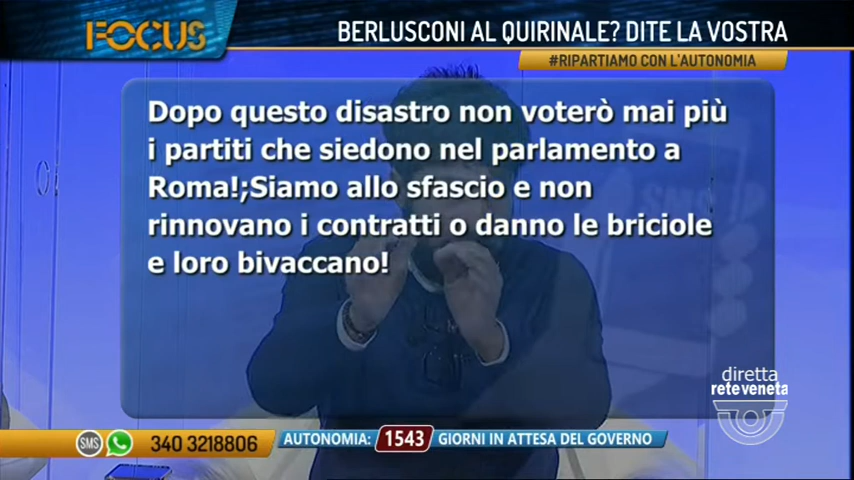 FOCUS
BERLUSCONI AL QUIRINALE? DITE LA VOSTRA
#RIPARTIAMO CON L'AUTONOMIA
Dopo questo disastro non voterò mai più
i partiti che siedono nel parlamento a
Roma!;Siamo allo sfascio e non
rinnovano i contratti o danno le briciole
e loro bivaccano!
SMS
diretta
reteveneta
SMS 340 3218806
AUTONOMIA: 1543 GIORNI IN ATTESA DEL GOVERNO